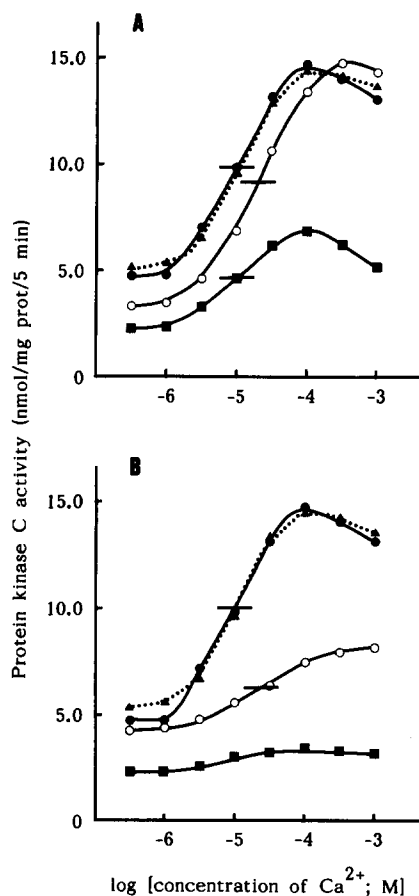 A
15.0
10.0
5.0
0
-6 -5 -4 -3
Protein kinase C activity (nmol/mg prot/5 min)
B
15.0
10.0
5.0
0
-6 -5 -4 -3
log [concentration of Ca²⁺; M]